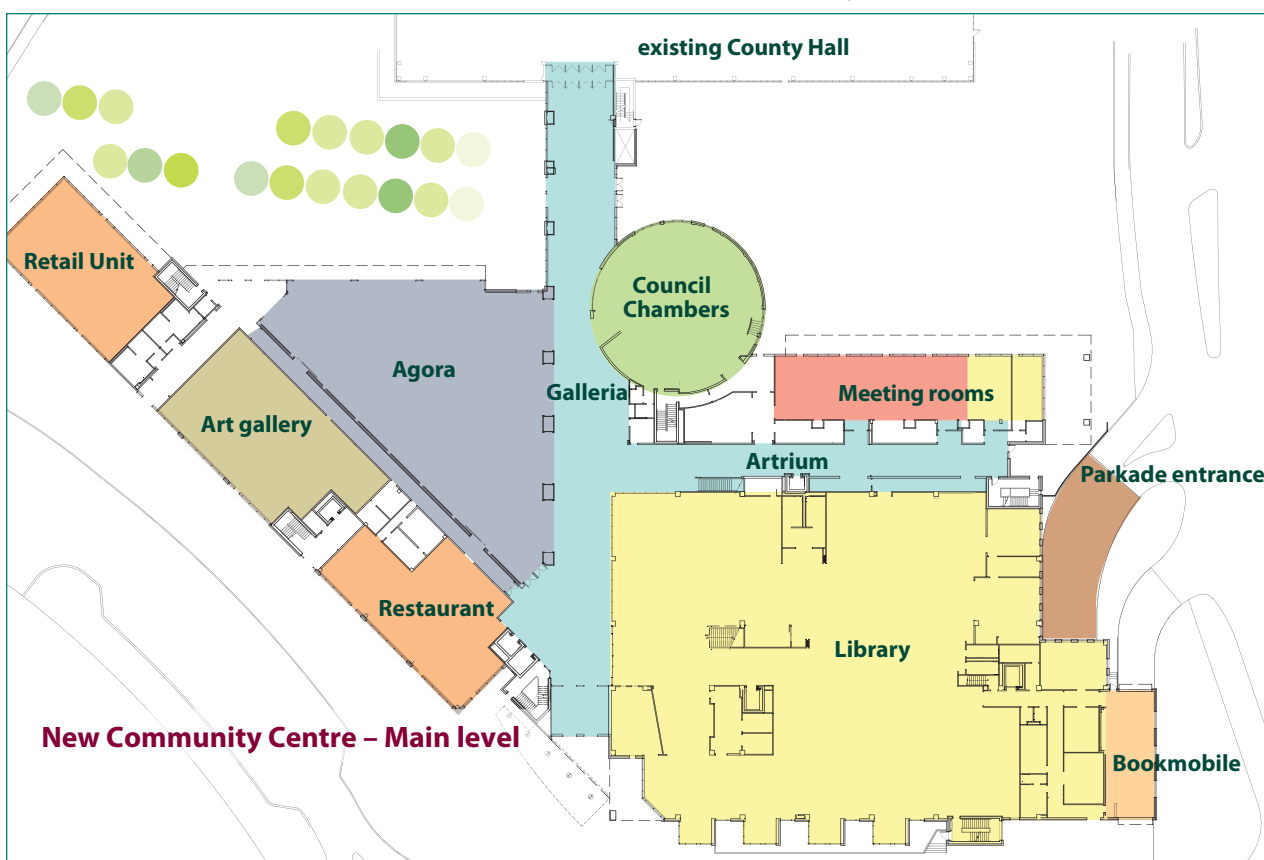 existing County Hall
Retail Unit
Council
Chambers
Agora
Galleria
Meeting rooms
Art gallery
Artrium
Parkade entrance
Restaurant
Library
New Community Centre – Main level
Bookmobile